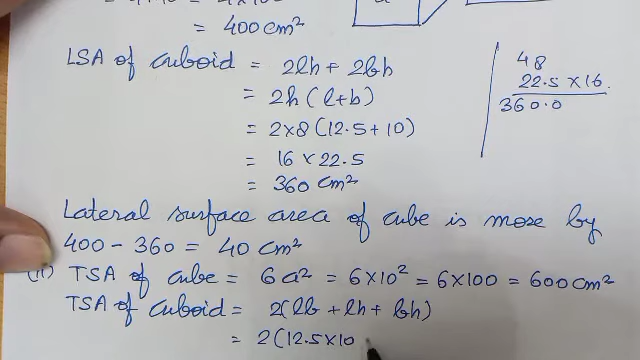 = 400 cm²
LSA of cuboid = 2lh + 2bh
= 2h (l+b)
= 2×8 (12.5 + 10)
= 16 × 22.5
= 360 cm²
48
22.5 × 16
360.0
Lateral surface area of cube is more by
400 - 360 = 40 cm²
(ii) TSA of cube = 6a² = 6×10² = 6×100 = 600 cm²
TSA of cuboid = 2(lb + lh + bh)
= 2(12.5×10